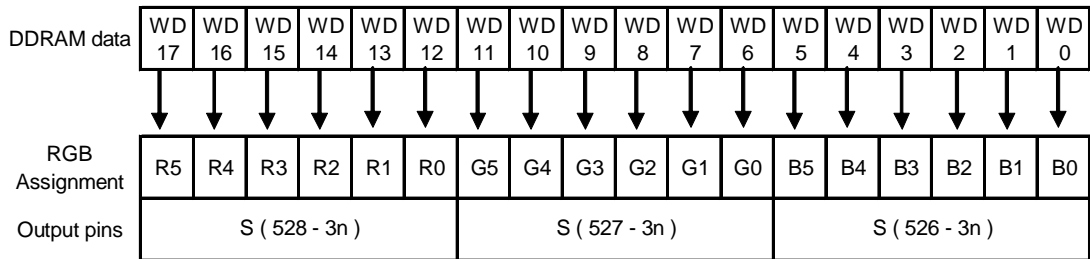 DDRAM data WD 17 WD 16 WD 15 WD 14 WD 13 WD 12 WD 11 WD 10 WD 9 WD 8 WD 7 WD 6 WD 5 WD 4 WD 3 WD 2 WD 1 WD 0
RGB Assignment R5 R4 R3 R2 R1 R0 G5 G4 G3 G2 G1 G0 B5 B4 B3 B2 B1 B0
Output pins S ( 528 - 3n ) S ( 527 - 3n ) S ( 526 - 3n )